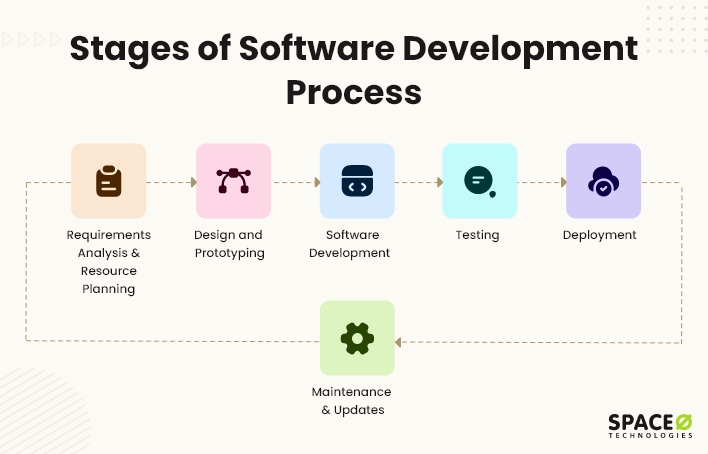 Stages of Software Development
Process
Requirements
Analysis &
Resource
Planning
Design and
Prototyping
Software
Development
Testing
Deployment
Maintenance
& Updates
SPACEØ
TECHNOLOGIES